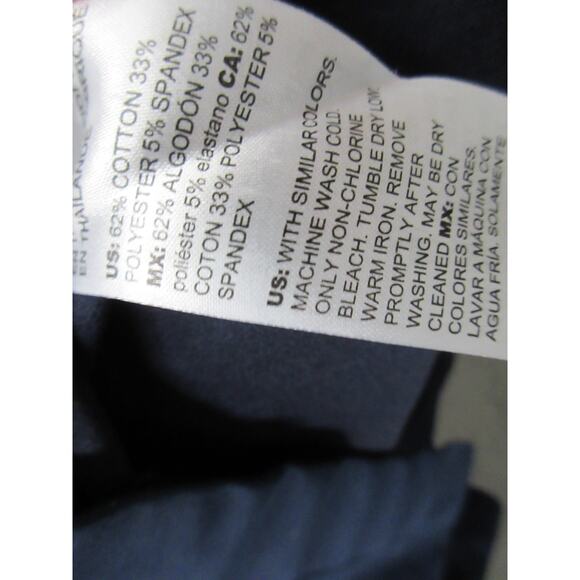 THAILAND
EN THAILANDE
US: 62% COTTON 33%
POLYESTER 5% SPANDEX
MX: 62% ALGODÓN 33%
poliéster 5% elastano CA: 62%
COTON 33% POLYESTER 5%
SPANDEX
US: WITH SIMILAR COLORS.
MACHINE WASH COLD.
ONLY NON-CHLORINE
BLEACH. TUMBLE DRY LOW.
WARM IRON. REMOVE
PROMPTLY AFTER
WASHING. MAY BE DRY
CLEANED MX: CON
COLORES SIMILARES.
LAVAR A MAQUINA CON
AGUA FRÍA. SOLAMENTE